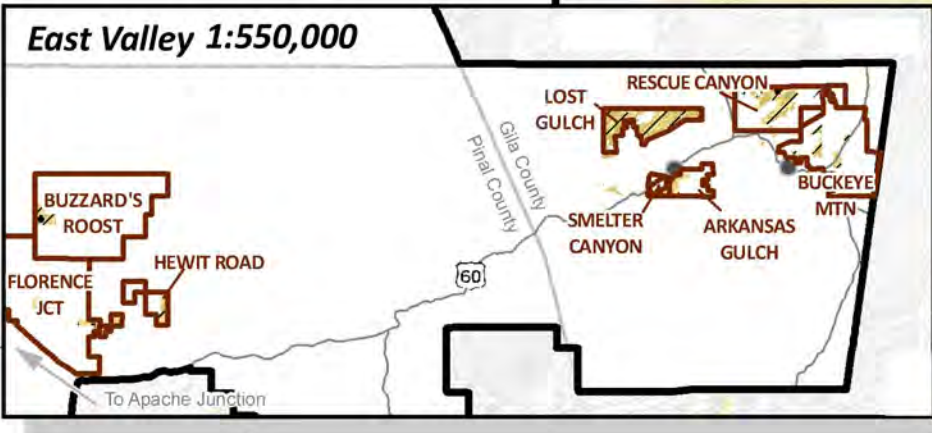 East Valley 1:550,000
RESCUE CANYON
LOST
GULCH
Gila County
Pinal County
BUZZARD'S
ROOST
BUCKEYE
MTN
SMELTER
CANYON
ARKANSAS
GULCH
HEWIT ROAD
FLORENCE
JCT
60
To Apache Junction